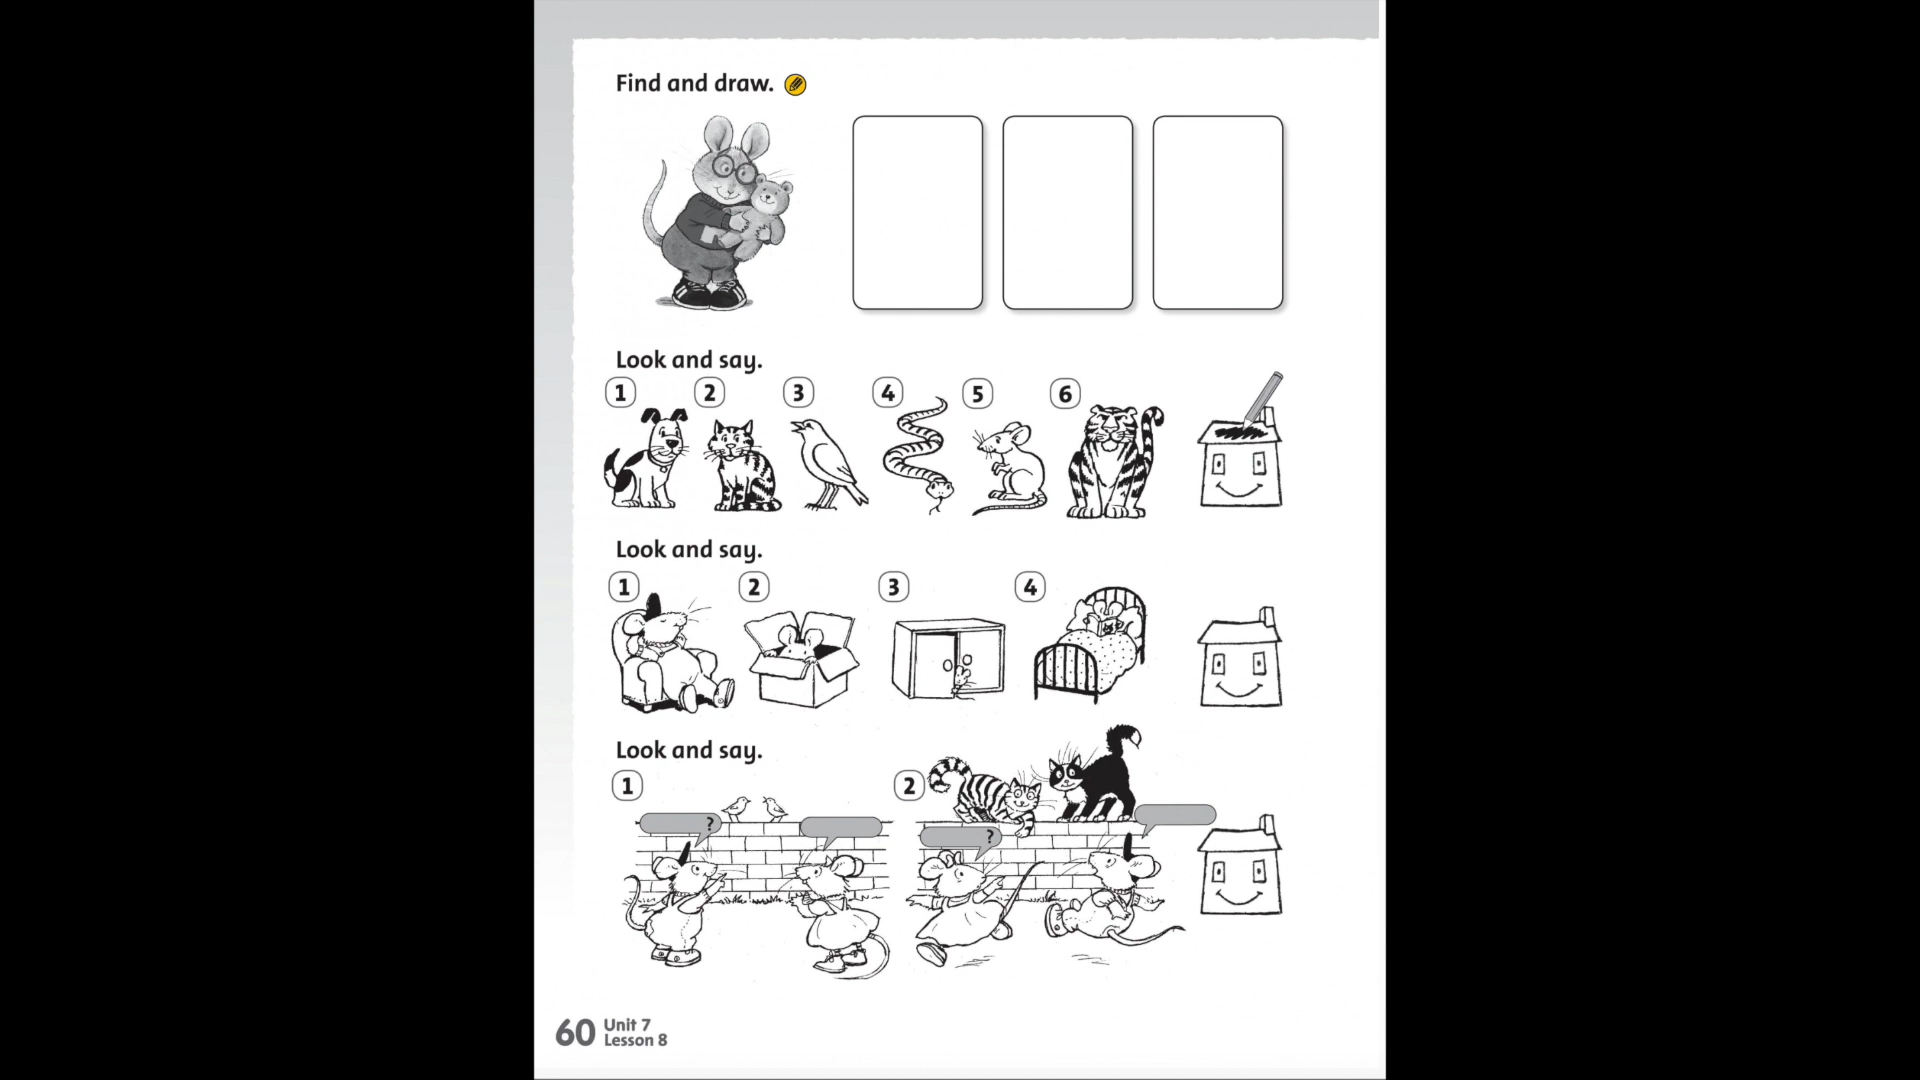 Find and draw.
Look and say.
1 2 3 4 5 6
Look and say.
1 2 3 4
Look and say.
1 2
?
?
60 Unit 7
Lesson 8